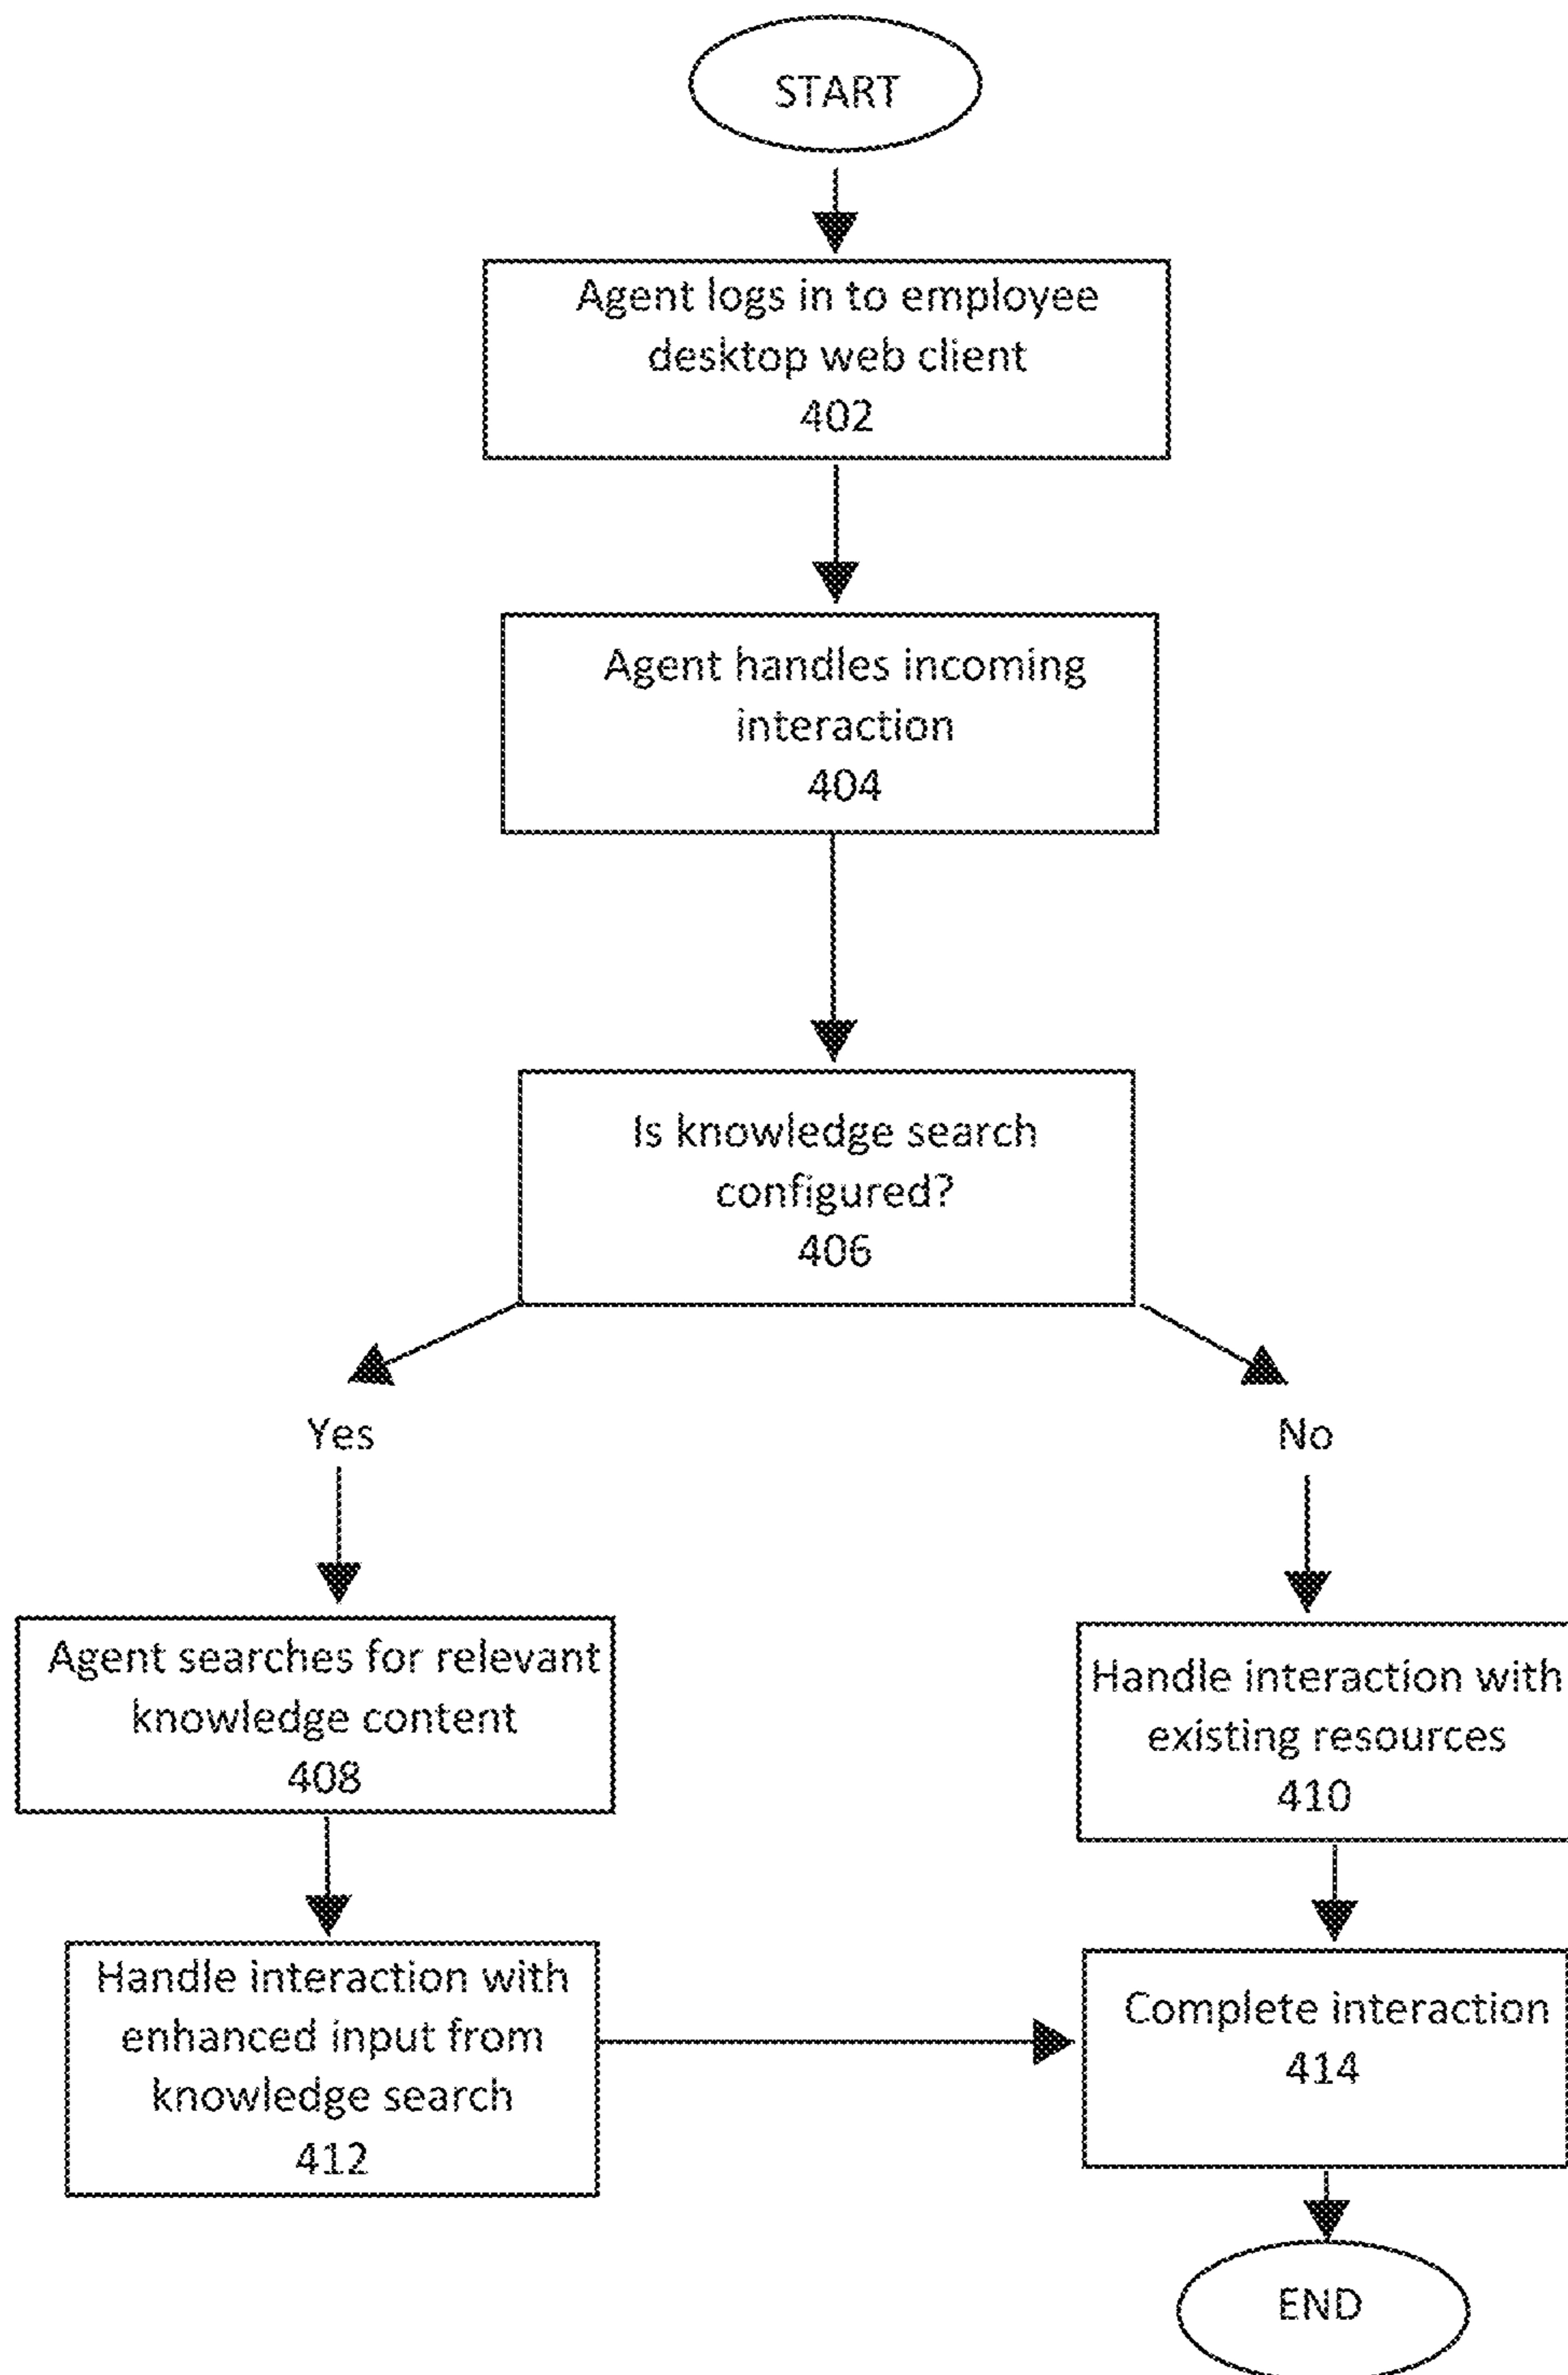 START
Agent logs in to employee
desktop web client
402
Agent handles incoming
interaction
404
Is knowledge search
configured?
406
Yes
No
Agent searches for relevant
knowledge content
408
Handle interaction with
existing resources
410
Handle interaction with
enhanced input from
knowledge search
412
Complete interaction
414
END